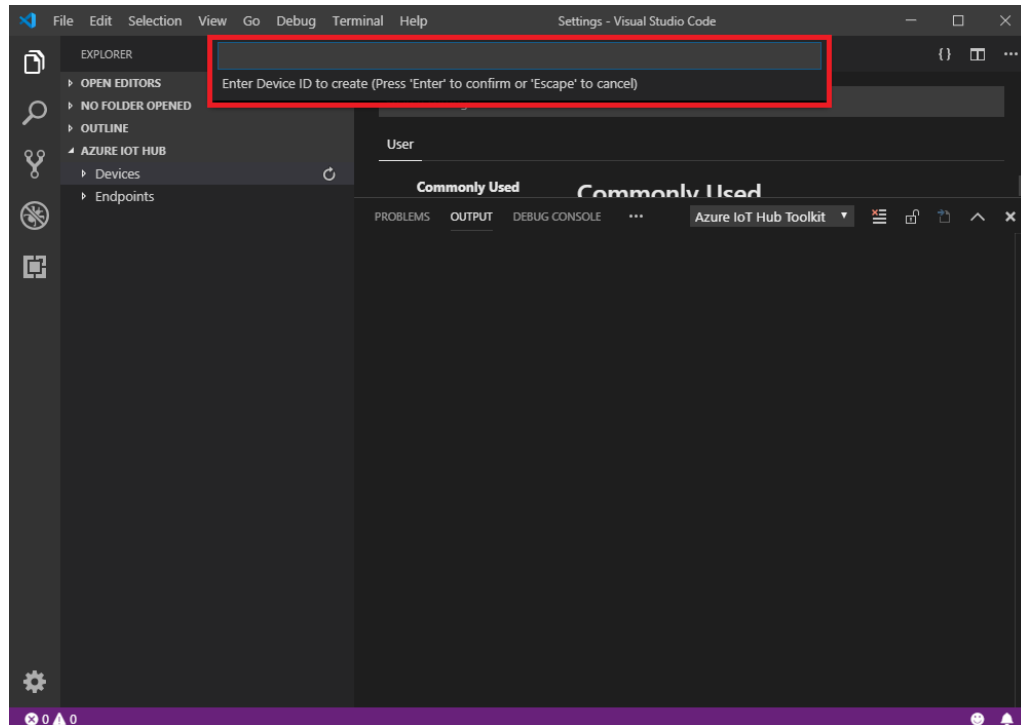 File Edit Selection View Go Debug Terminal Help Settings - Visual Studio Code
EXPLORER
Enter Device ID to create (Press 'Enter' to confirm or 'Escape' to cancel)
OPEN EDITORS
NO FOLDER OPENED
OUTLINE
AZURE IOT HUB
Devices
Endpoints
User
Commonly Used
Commonly Used
PROBLEMS OUTPUT DEBUG CONSOLE ••• Azure IoT Hub Toolkit
0 0